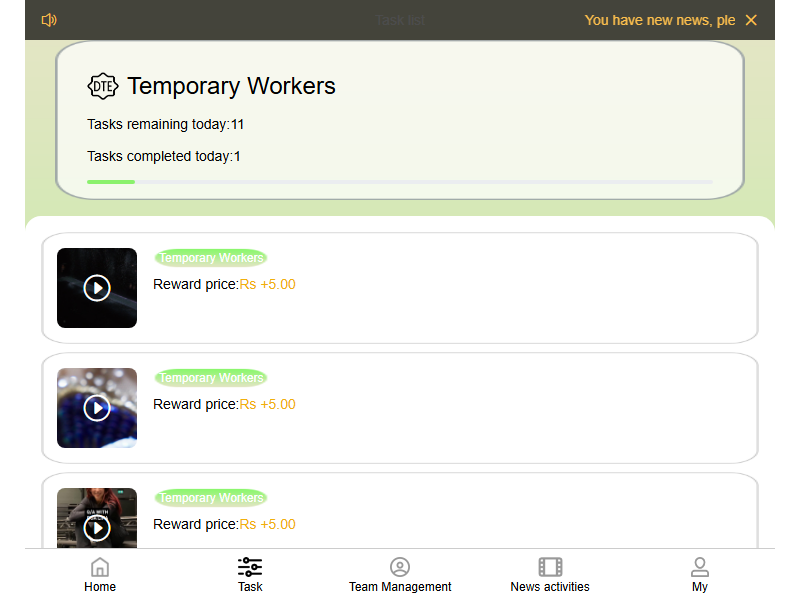 Task list
You have new news, ple
DTE
Temporary Workers
Tasks remaining today:11
Tasks completed today:1
Temporary Workers
Reward price:Rs +5.00
Temporary Workers
Reward price:Rs +5.00
Temporary Workers
Reward price:Rs +5.00
Home
Task
Team Management
News activities
My